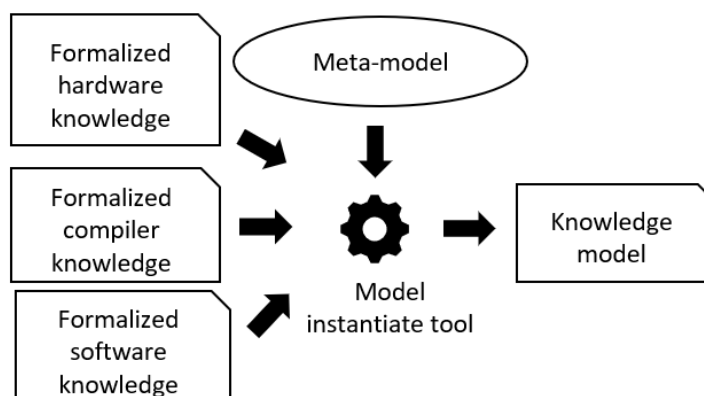 Formalized
hardware
knowledge
Meta-model
Formalized
compiler
knowledge
Knowledge
model
Model
instantiate tool
Formalized
software
knowledge